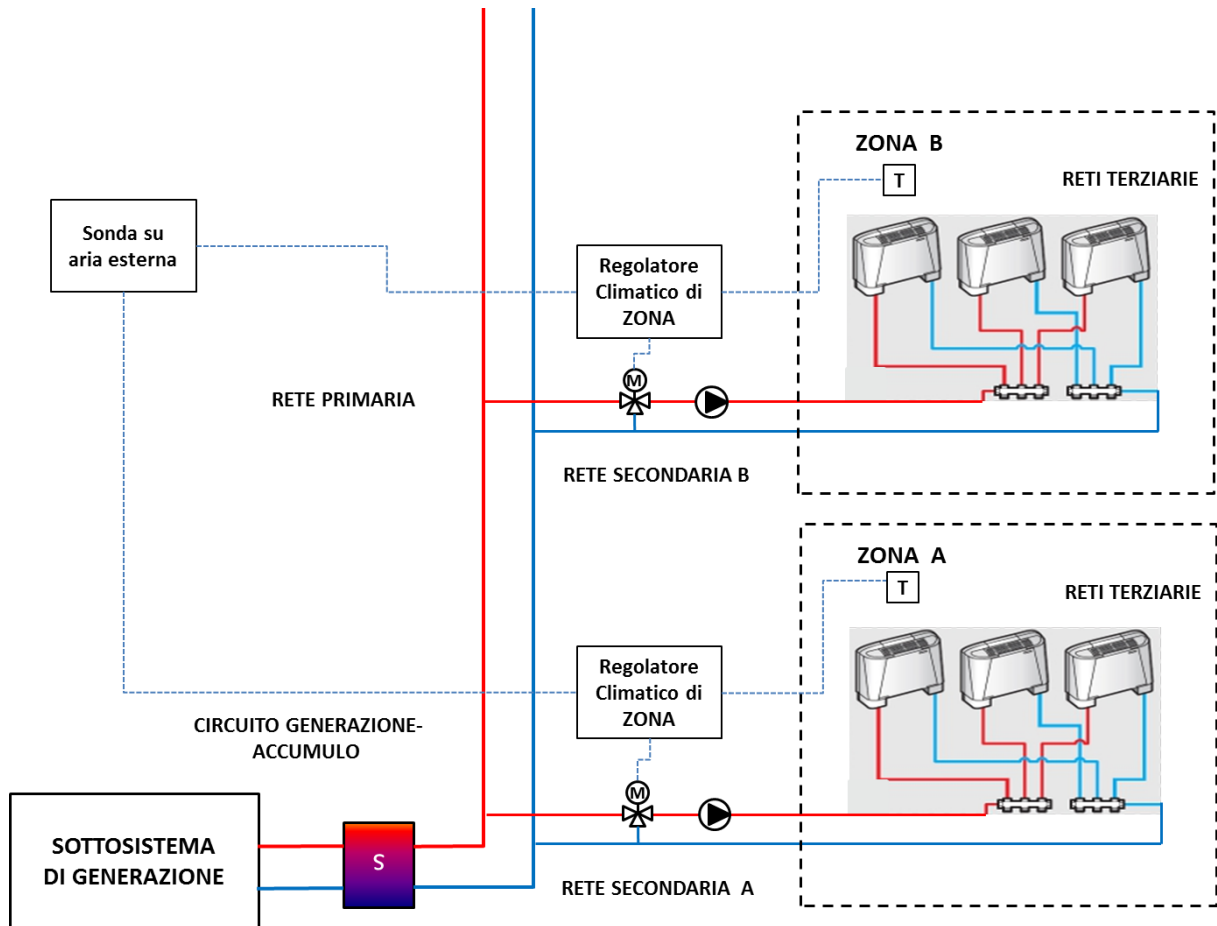 ZONA B
T
RETI TERZIARIE
Sonda su
aria esterna
Regolatore
Climatico di
ZONA
M
RETE PRIMARIA
RETE SECONDARIA B
ZONA A
T
RETI TERZIARIE
Regolatore
Climatico di
ZONA
CIRCUITO GENERAZIONE-
ACCUMULO
M
SOTTOSISTEMA
DI GENERAZIONE
S
RETE SECONDARIA A